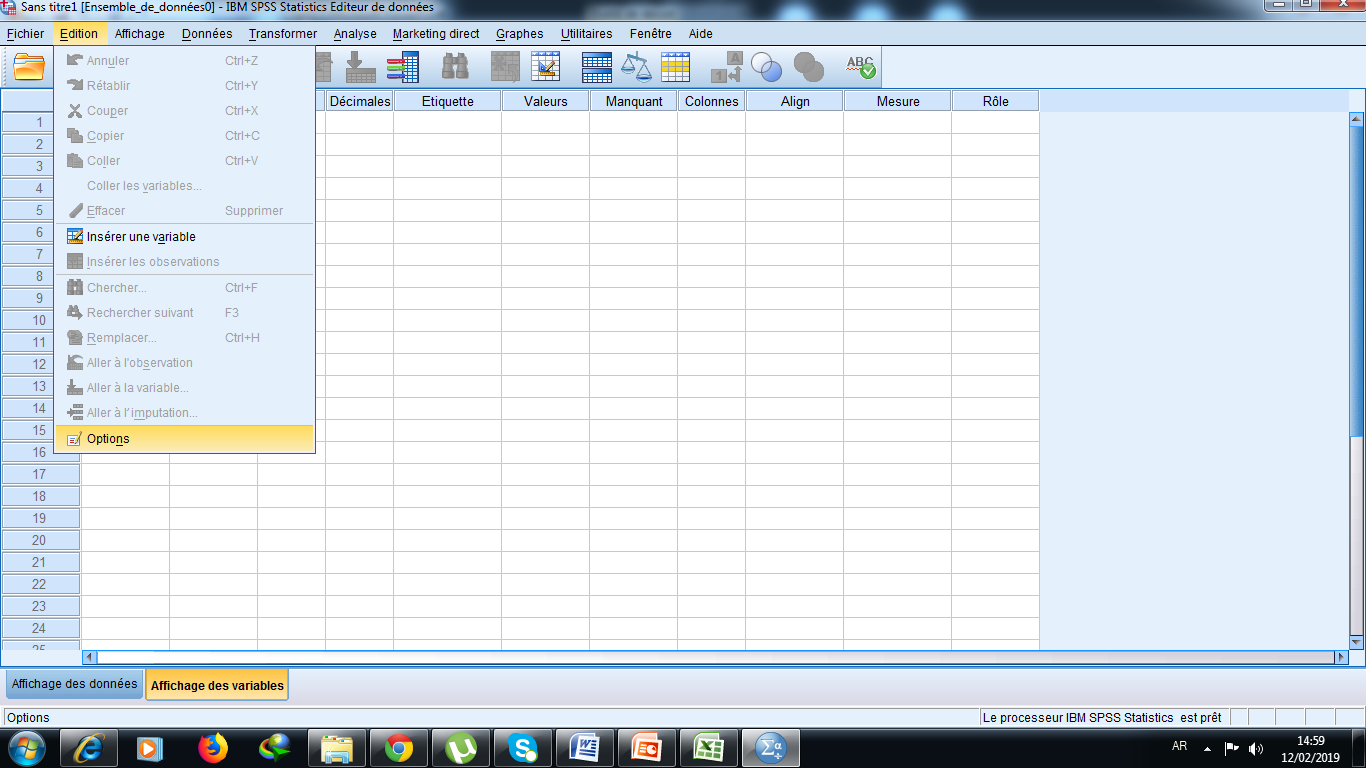 Sans titre1 [Ensemble_de_données0] - IBM SPSS Statistics Editeur de données
Fichier Edition Affichage Données Transformer Analyse Marketing direct Graphes Utilitaires Fenêtre Aide
Annuler Ctrl+Z
Rétablir Ctrl+Y
Couper Ctrl+X
Copier Ctrl+C
Coller Ctrl+V
Coller les variables...
Effacer Supprimer
Insérer une variable
Insérer les observations
Chercher... Ctrl+F
Rechercher suivant F3
Remplacer... Ctrl+H
Aller à l'observation
Aller à la variable...
Aller à l'imputation...
Options
A
1
ABC
Décimales Etiquette Valeurs Manquant Colonnes Align Mesure Rôle
1
2
3
4
5
6
7
8
9
10
11
12
13
14
15
16
17
18
19
20
21
22
23
24
25
Affichage des données Affichage des variables
Options Le processeur IBM SPSS Statistics est prêt
AR 14:59
12/02/2019